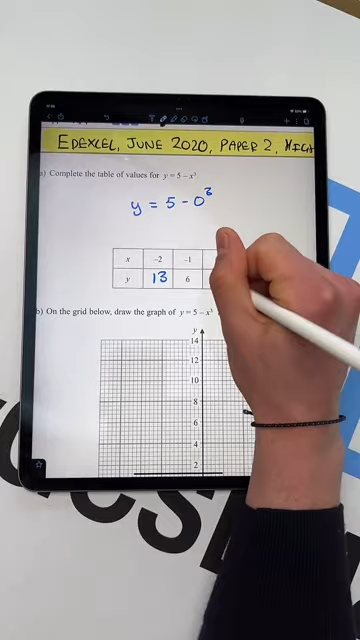 EDEXCEL, JUNE 2020, PAPER 2, HIGH
a) Complete the table of values for y = 5 – x³
y = 5 - 0³
x –2 –1
y 13 6
b) On the grid below, draw the graph of y = 5 – x³
y
14
12
10
8
6
4
2